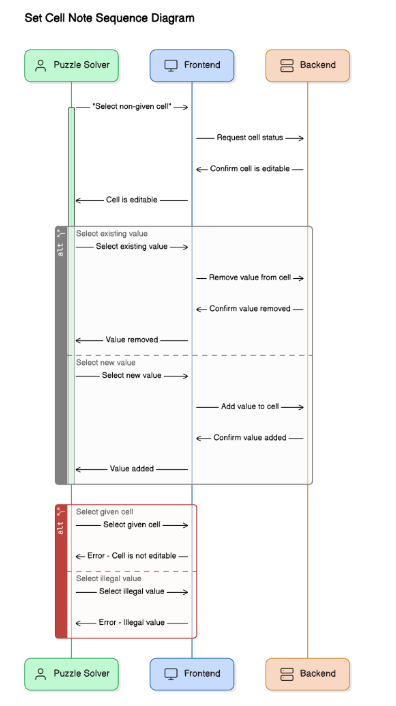 Set Cell Note Sequence Diagram
Puzzle Solver
Frontend
Backend
"Select non-given cell"
Request cell status
Confirm cell is editable
Cell is editable
alt
Select existing value
Select existing value
Remove value from cell
Confirm value removed
Value removed
Select new value
Select new value
Add value to cell
Confirm value added
Value added
alt
Select given cell
Select given cell
Error - Cell is not editable
Select illegal value
Select illegal value
Error - Illegal value
Puzzle Solver
Frontend
Backend